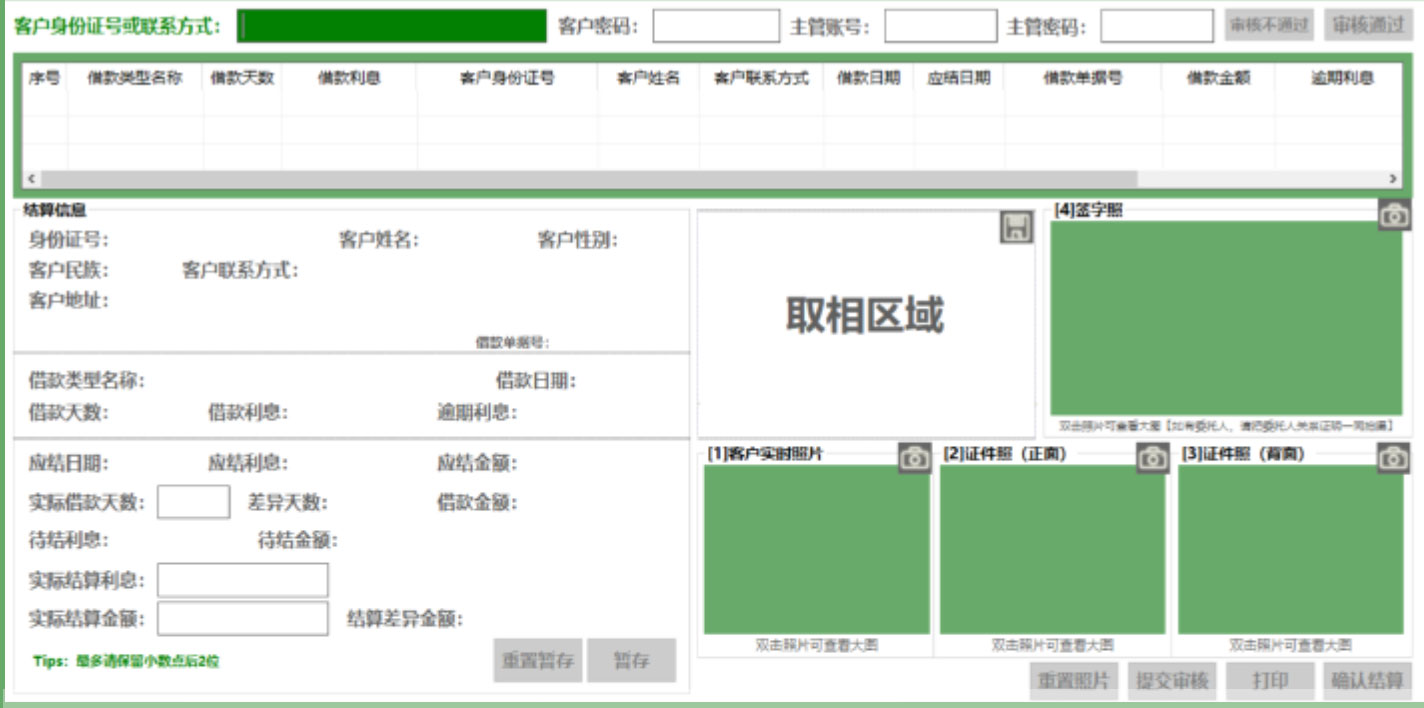 客户身份证号或联系方式： 客户密码： 主管账号： 主管密码： 审核不通过 审核通过
序号 借款类型名称 借款天数 借款利息 客户身份证号 客户姓名 客户联系方式 借款日期 应结日期 借款单据号 借款金额 逾期利息
结算信息
身份证号： 客户姓名： 客户性别：
客户民族： 客户联系方式：
客户地址：
借款单据号：
借款类型名称： 借款日期：
借款天数： 借款利息： 逾期利息：
应结日期： 应结利息： 应结金额：
实际借款天数： 差异天数： 借款金额：
待结利息： 待结金额：
实际结算利息：
实际结算金额： 结算差异金额：
Tips：最多请保留小数点后2位 重置暂存 暂存
取相区域
[4]签字照
双击照片可查看大图【如有委托人，请把委托人关系证明一同拍摄】
[1]客户实时照片 [2]证件照（正面） [3]证件照（背面）
双击照片可查看大图 双击照片可查看大图 双击照片可查看大图
重置照片 提交审核 打印 确认结算